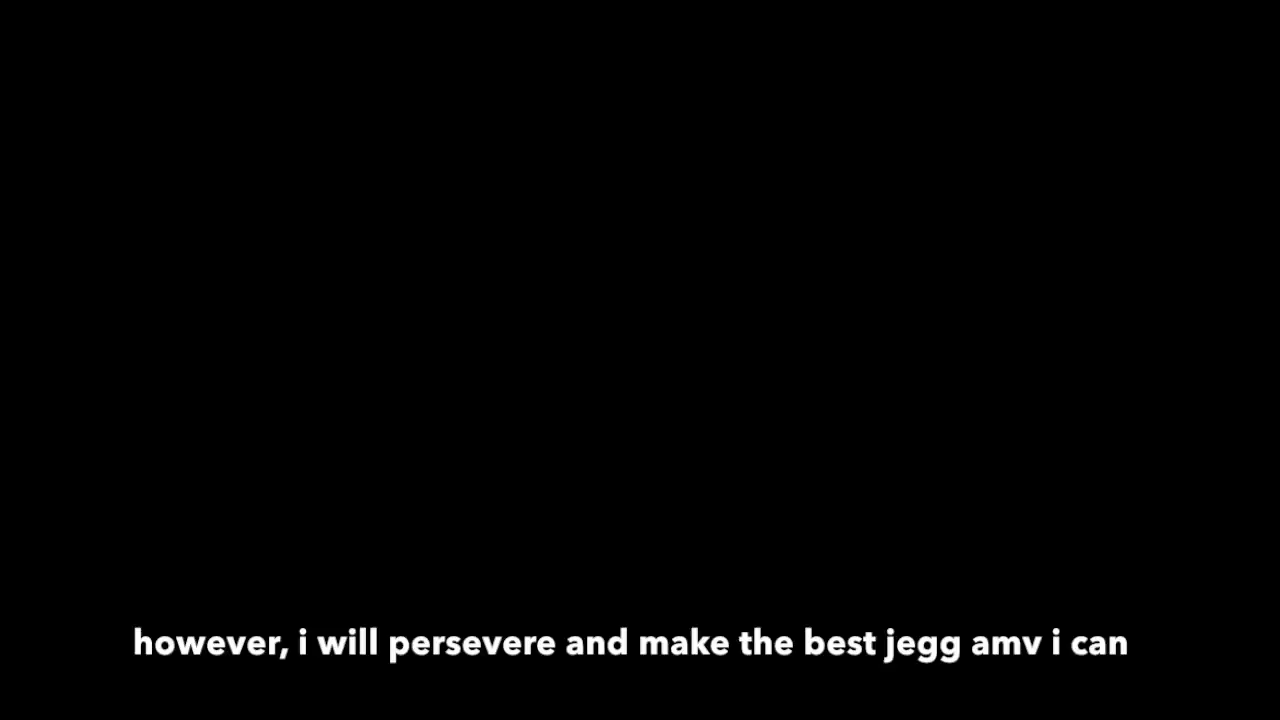 however, i will persevere and make the best jegg amv i can